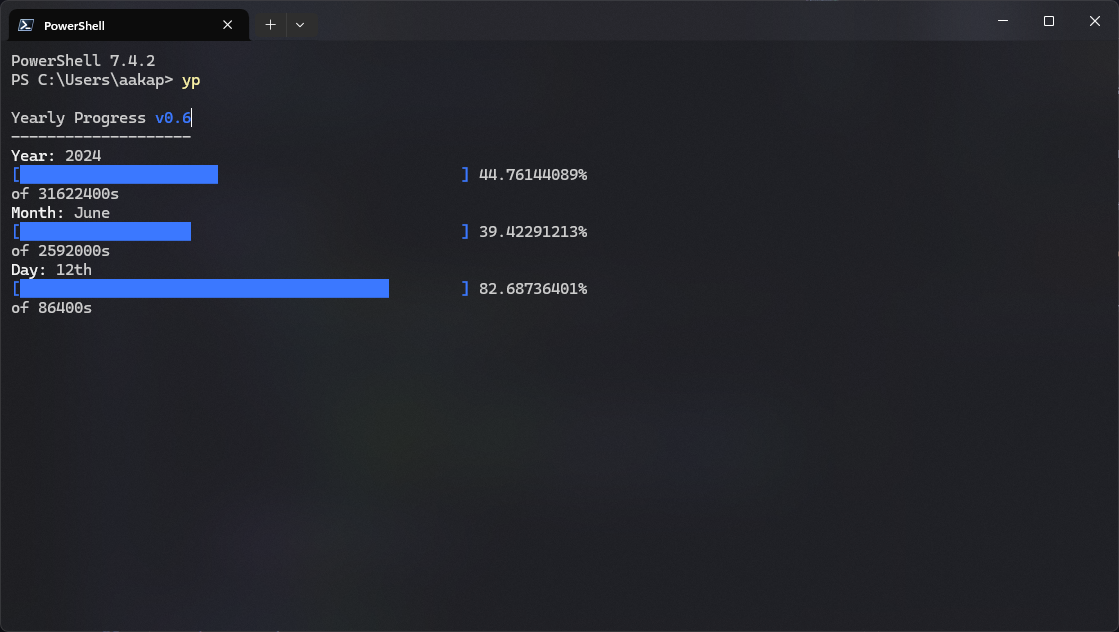 PowerShell
PowerShell 7.4.2
PS C:\Users\aakap> yp
Yearly Progress v0.6
--------------------
Year: 2024
[ ] 44.76144089%
of 31622400s
Month: June
[ ] 39.42291213%
of 2592000s
Day: 12th
[ ] 82.68736401%
of 86400s